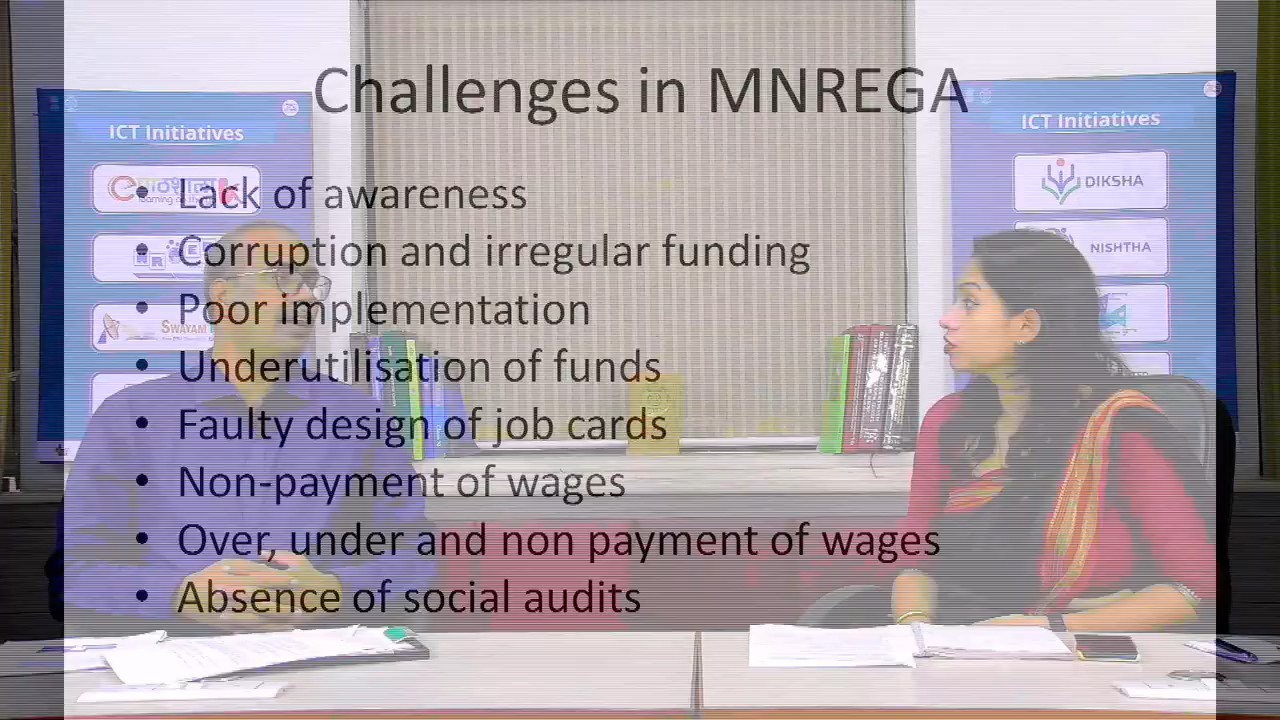 Challenges in MNREGA
ICT Initiatives
ICT Initiatives
• Lack of awareness
DIKSHA
• Corruption and irregular funding
NISHTHA
• Poor implementation
SWAYAM
• Underutilisation of funds
• Faulty design of job cards
• Non-payment of wages
• Over, under and non payment of wages
• Absence of social audits